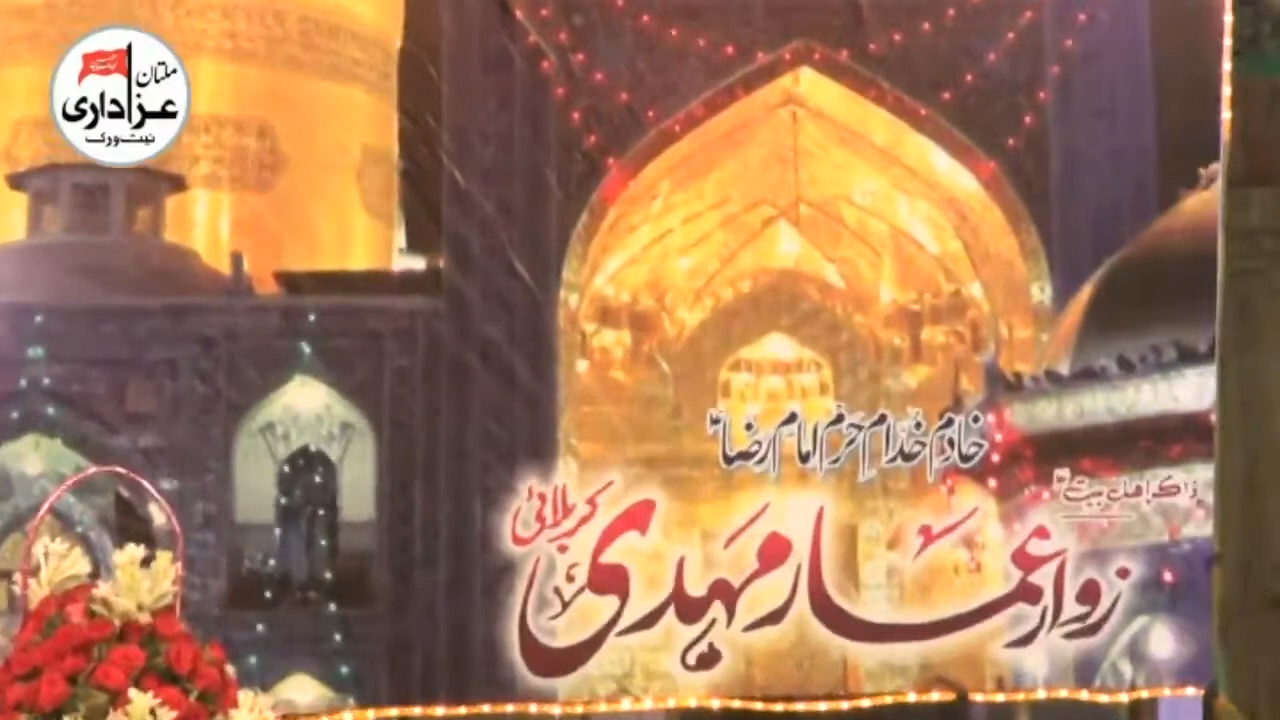 ملتان
عزاداری
نیٹ ورک
خادم خدام حرم امام رضا
ذاکر اہل بیت
زوار عمار مہدی
کربلائی